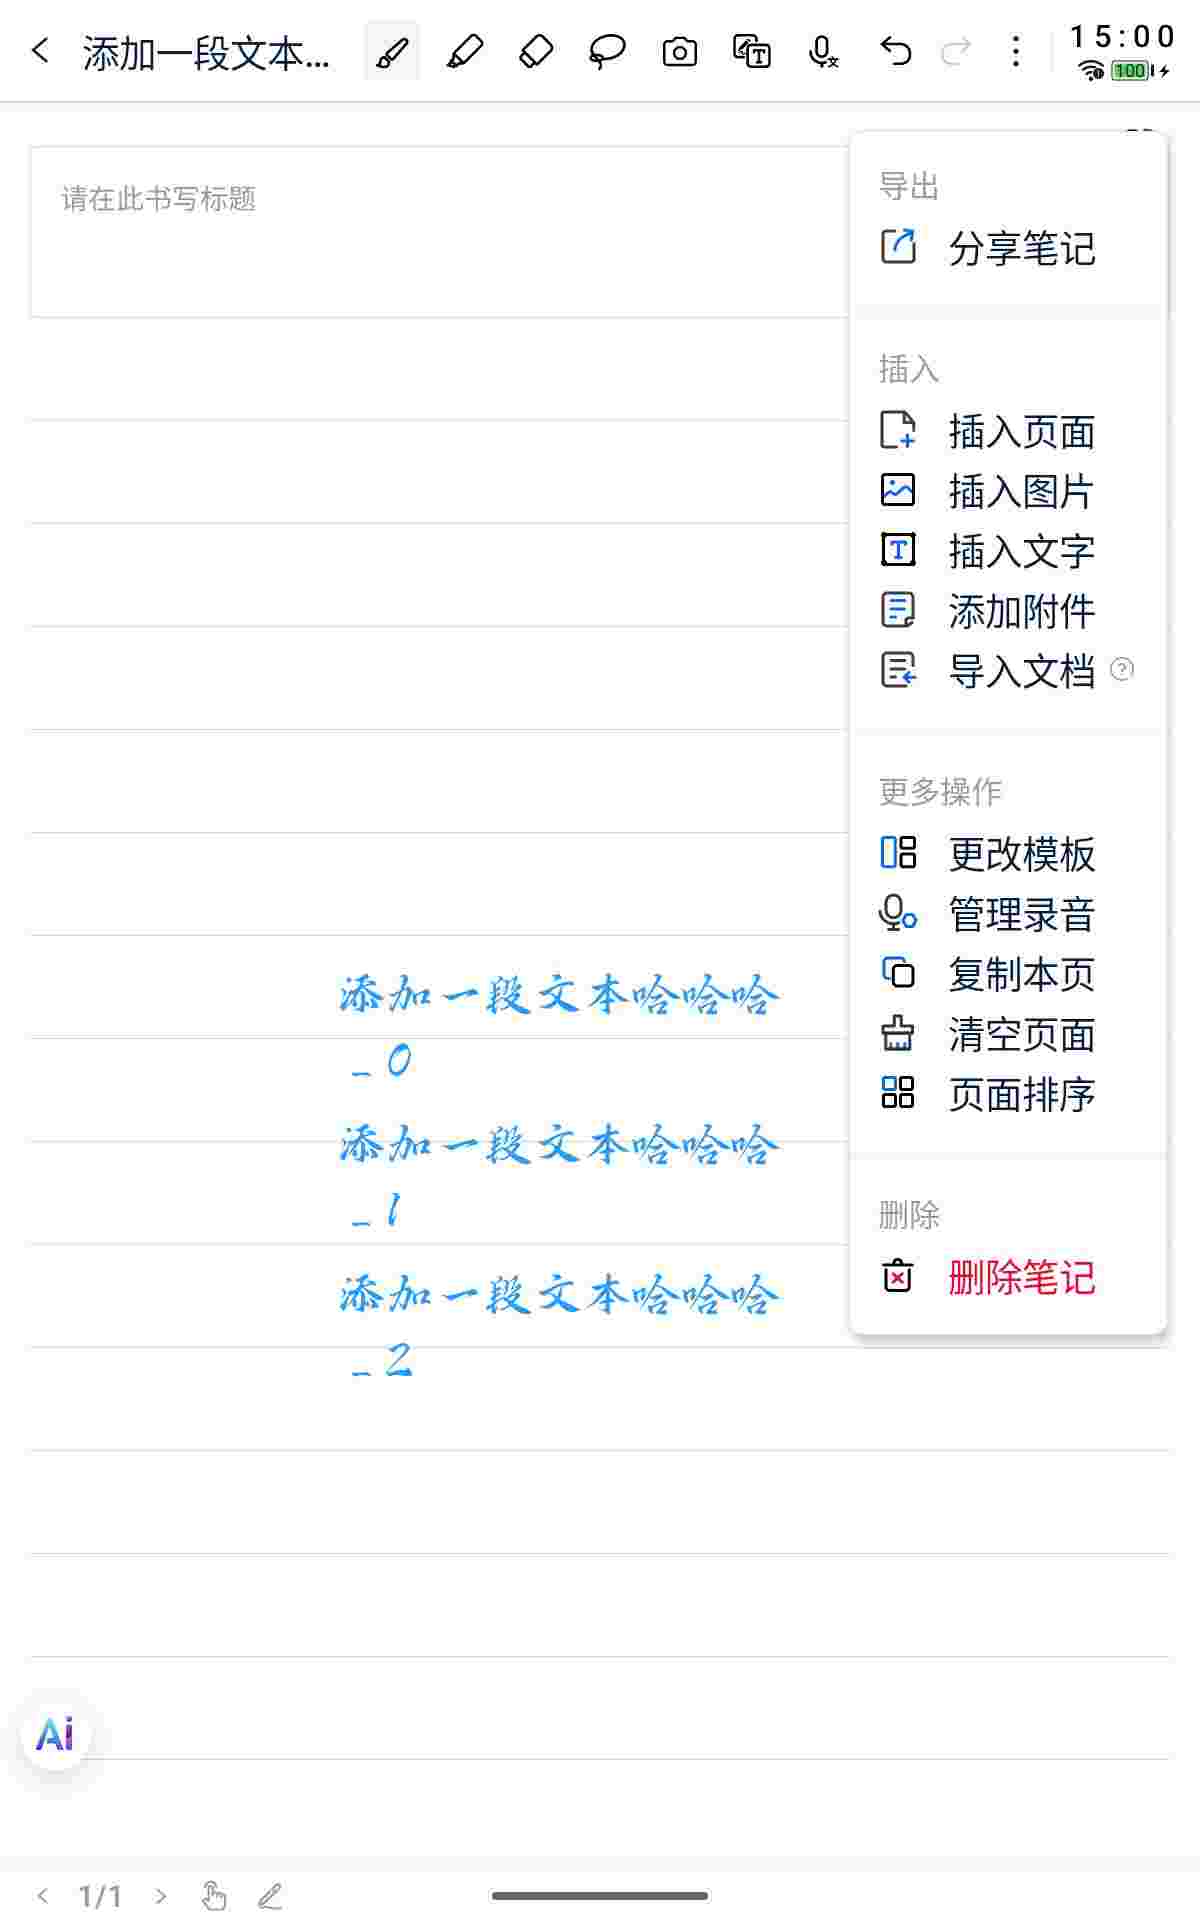 添加一段文本...
15:00
100
请在此书写标题
导出
分享笔记
插入
插入页面
插入图片
插入文字
添加附件
导入文档
更多操作
更改模板
管理录音
复制本页
清空页面
页面排序
删除
删除笔记
添加一段文本哈哈哈
_0
添加一段文本哈哈哈
_1
添加一段文本哈哈哈
_2
Ai
1/1